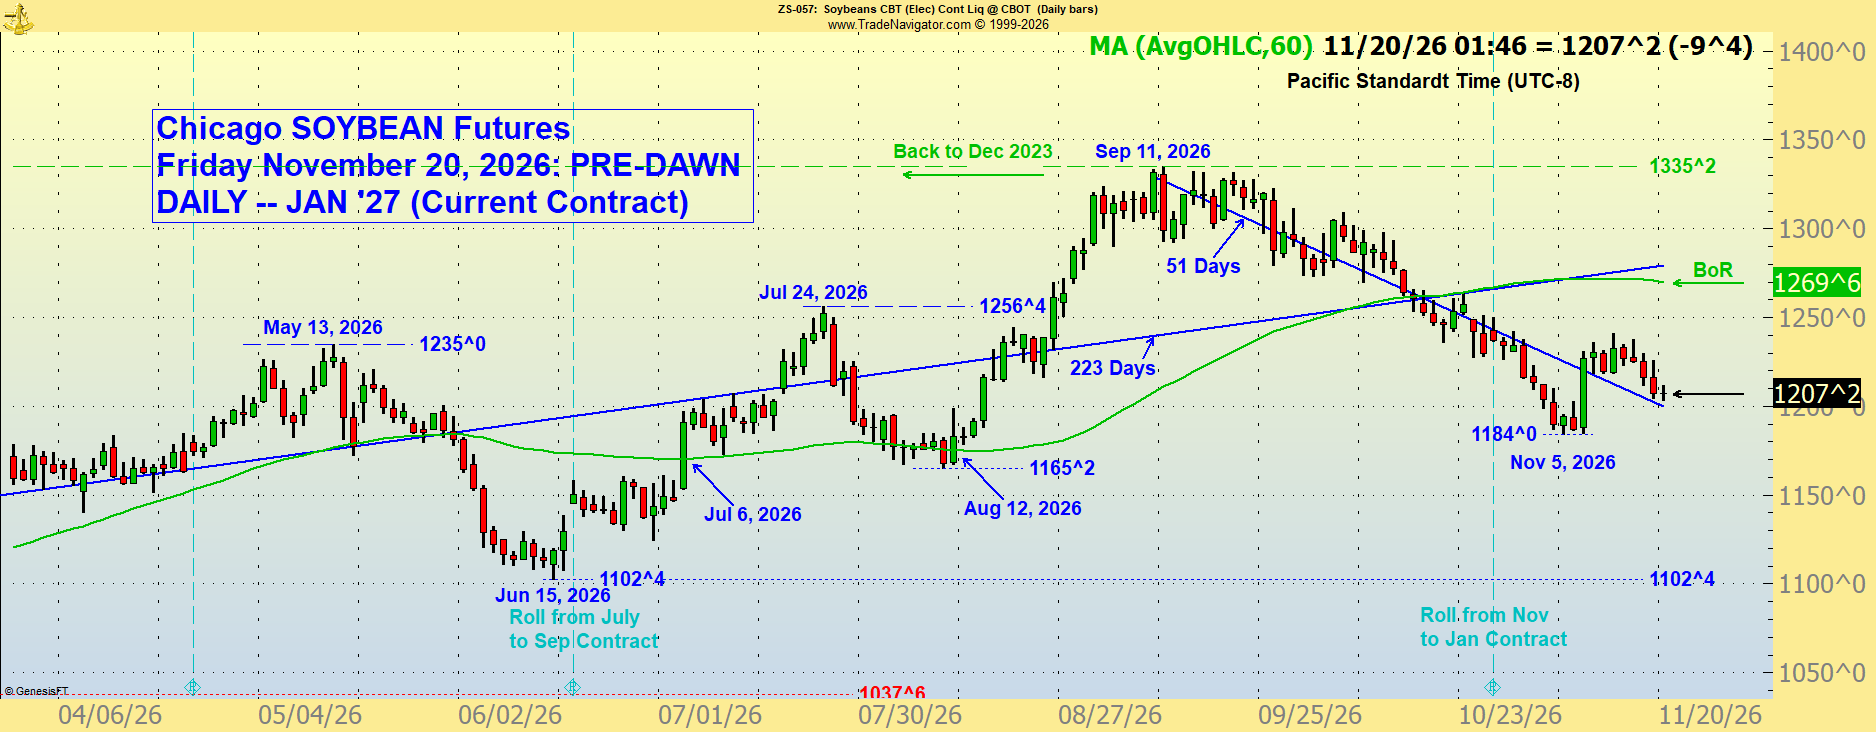 ZS-057: Soybeans CBT (Elec) Cont Liq @ CBOT (Daily bars)
www.TradeNavigator.com © 1999-2026
MA (AvgOHLC,60) 11/20/26 01:46 = 1207^2 (-9^4)
Pacific Standardt Time (UTC-8)
Chicago SOYBEAN Futures
Friday November 20, 2026: PRE-DAWN
DAILY -- JAN '27 (Current Contract)
Back to Dec 2023
Sep 11, 2026
1335^2
51 Days
BoR
Jul 24, 2026
1256^4
May 13, 2026
1235^0
223 Days
1184^0
Nov 5, 2026
1165^2
Jul 6, 2026
Aug 12, 2026
1102^4
1102^4
Jun 15, 2026
Roll from July
to Sep Contract
Roll from Nov
to Jan Contract
1037^6
© GenesisFT
P
P
P
1400^0
1350^0
1300^0
1269^6
1250^0
1207^2
1200^0
1150^0
1100^0
1050^0
04/06/26 05/04/26 06/02/26 07/01/26 07/30/26 08/27/26 09/25/26 10/23/26 11/20/26